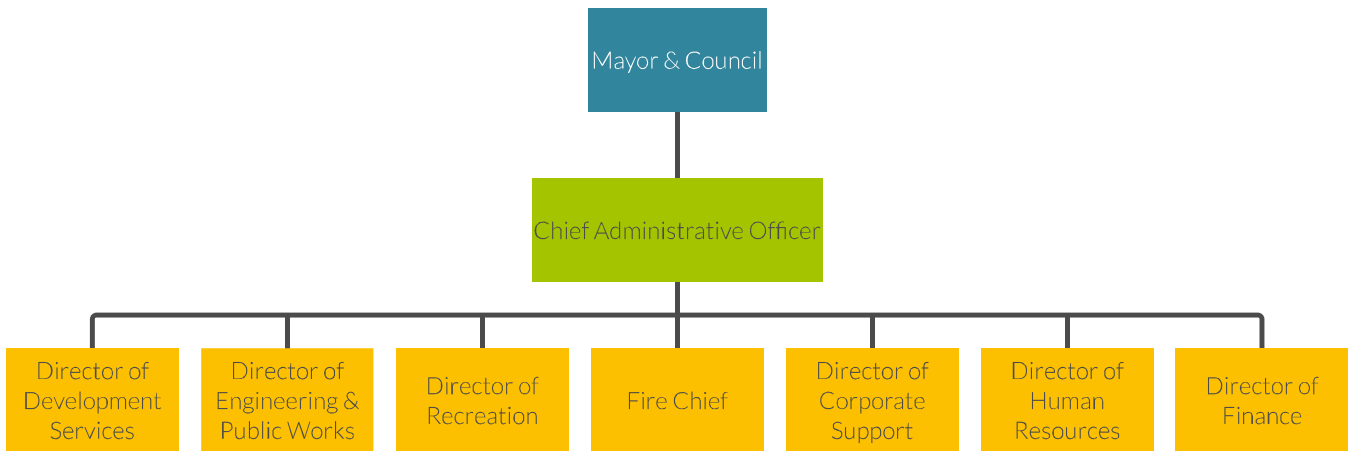 Mayor & Council
Chief Administrative Officer
Director of
Development
Services
Director of
Engineering &
Public Works
Director of
Recreation
Fire Chief
Director of
Corporate
Support
Director of
Human
Resources
Director of
Finance